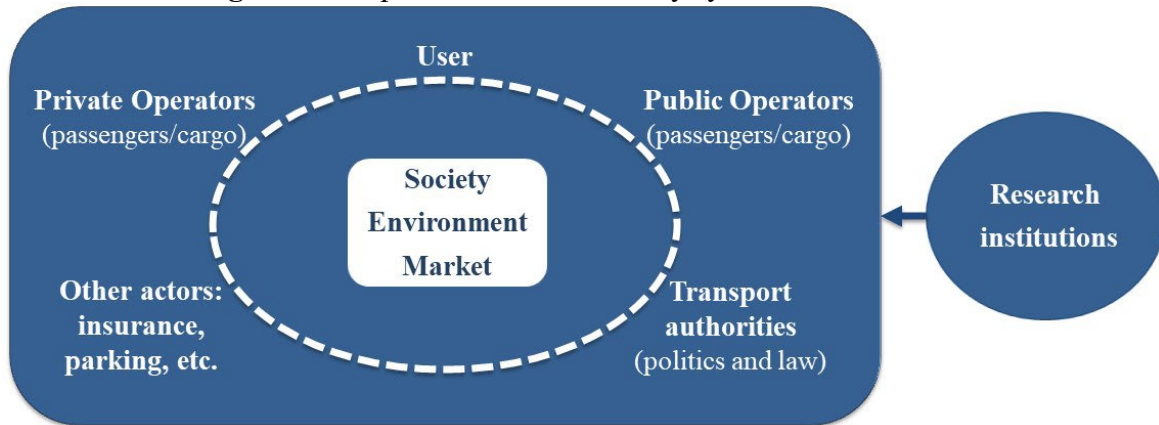 User
Private Operators
(passengers/cargo)
Public Operators
(passengers/cargo)
Society
Environment
Market
Research
institutions
Other actors:
insurance,
parking, etc.
Transport
authorities
(politics and law)